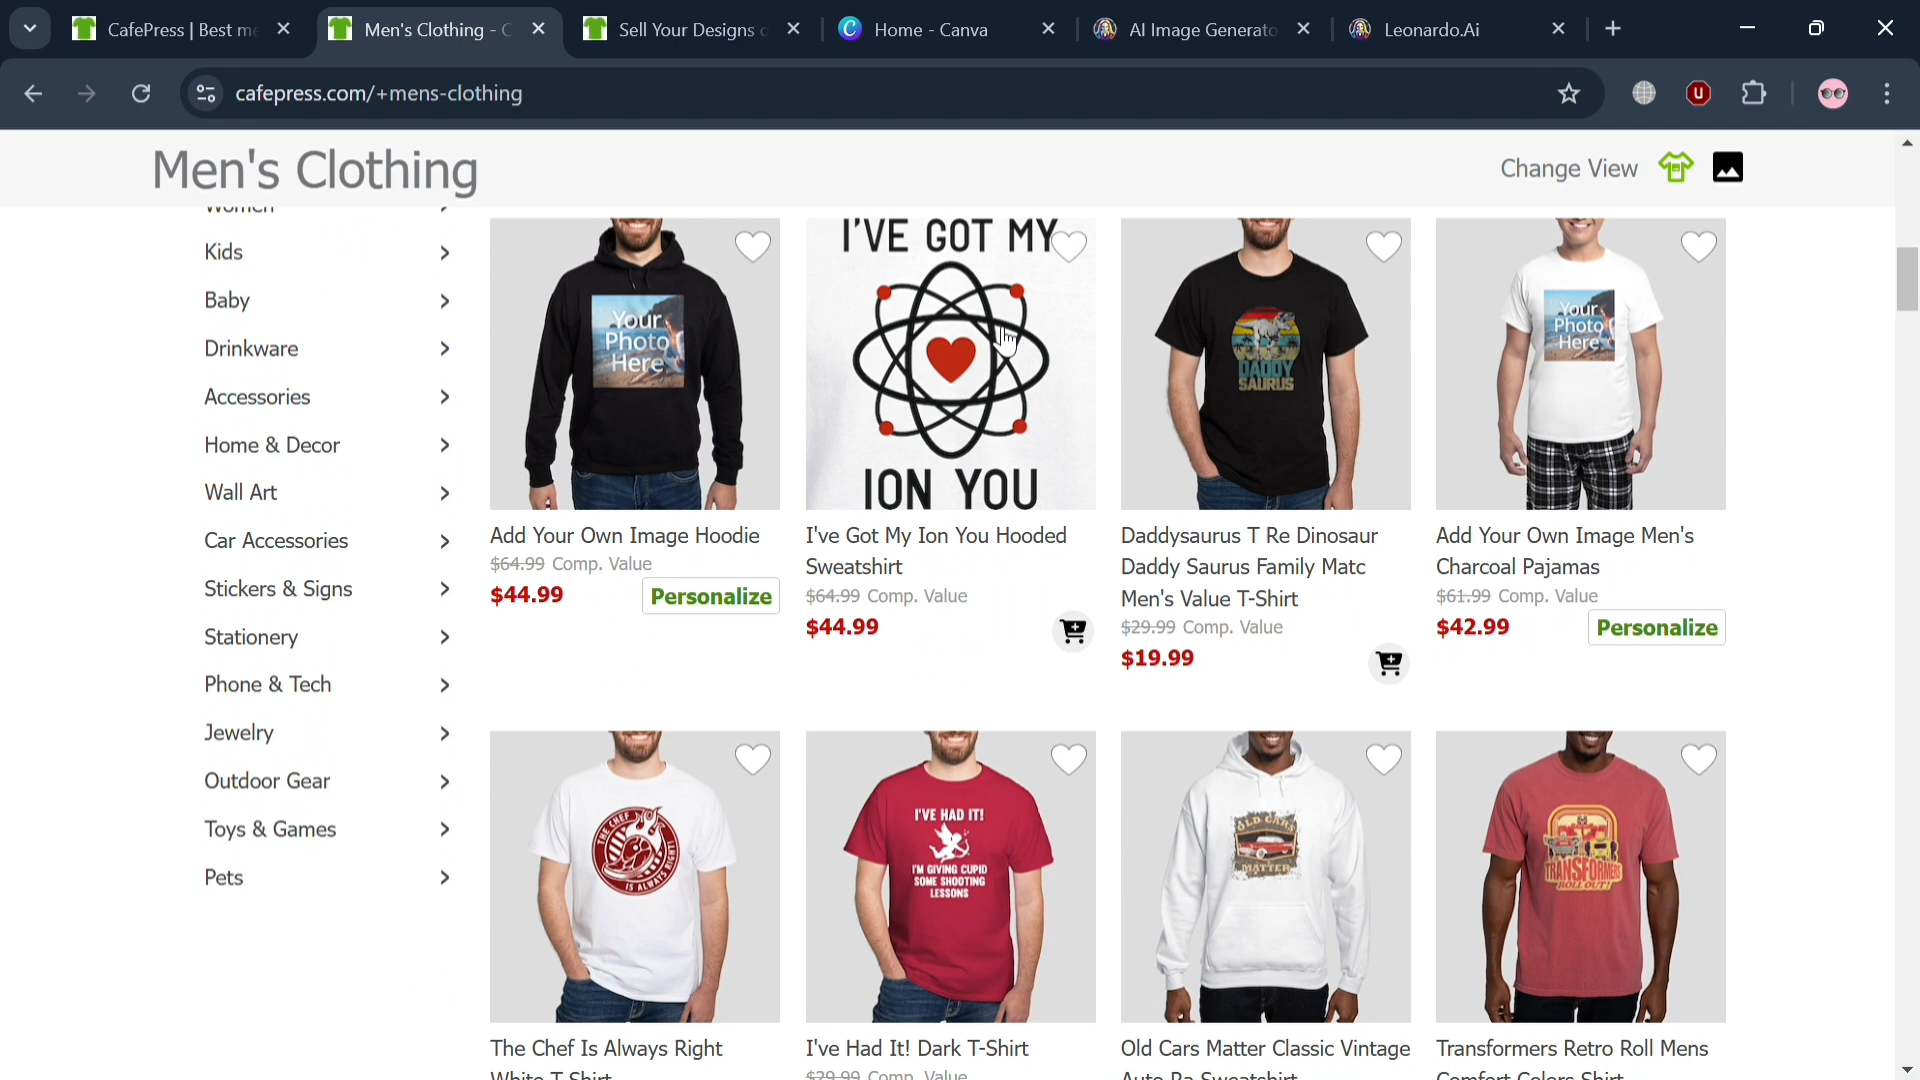 CafePress | Best me
Men's Clothing - C
Sell Your Designs o
Home - Canva
AI Image Generato
Leonardo.Ai
cafepress.com/+mens-clothing
Men's Clothing
Change View
Women
Kids
Baby
Drinkware
Accessories
Home & Decor
Wall Art
Car Accessories
Stickers & Signs
Stationery
Phone & Tech
Jewelry
Outdoor Gear
Toys & Games
Pets
Your
Photo
Here
Add Your Own Image Hoodie
$64.99 Comp. Value
$44.99
Personalize
I'VE GOT MY
ION YOU
I've Got My Ion You Hooded
Sweatshirt
$64.99 Comp. Value
$44.99
DADDY
SAURUS
Daddysaurus T Re Dinosaur
Daddy Saurus Family Matc
Men's Value T-Shirt
$29.99 Comp. Value
$19.99
Your
Photo
Here
Add Your Own Image Men's
Charcoal Pajamas
$61.99 Comp. Value
$42.99
Personalize
THE CHEF
IS ALWAYS RIGHT
The Chef Is Always Right
White T-Shirt
I'VE HAD IT!
I'M GIVING CUPID
SOME SHOOTING
LESSONS
I've Had It! Dark T-Shirt
$29.99 Comp. Value
OLD CARS
MATTER
Old Cars Matter Classic Vintage
Auto Ra Sweatshirt
TRANSFORMERS
ROLL OUT!
Transformers Retro Roll Mens
Comfort Colors Shirt